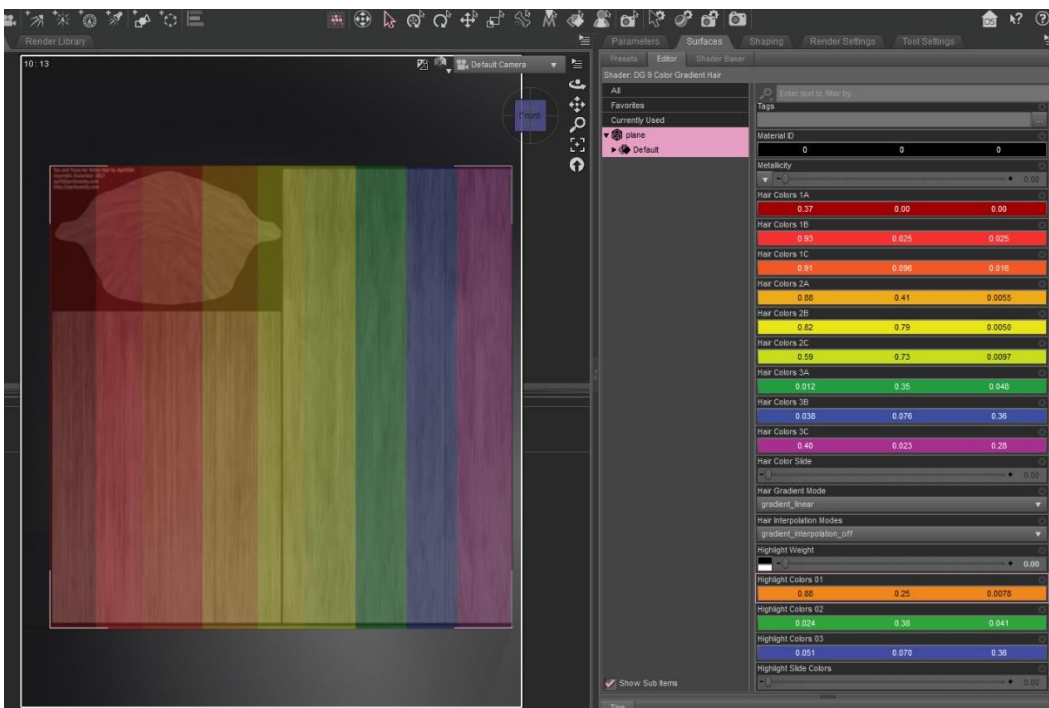 Render Library
Parameters
Surfaces
Shaping
Render Settings
Tool Settings
Presets
Editor
Shader Baker
10 : 13
Default Camera
Front
Shader: DG 9 Color Gradient Hair
All
Favorites
Currently Used
plane
Default
Show Sub Items
Enter text to filter by...
Tags
Material ID
0 0 0
Metallicity
0.00
Hair Colors 1A
0.37 0.00 0.00
Hair Colors 1B
0.93 0.025 0.025
Hair Colors 1C
0.91 0.096 0.016
Hair Colors 2A
0.88 0.41 0.0055
Hair Colors 2B
0.82 0.79 0.0050
Hair Colors 2C
0.59 0.73 0.0097
Hair Colors 3A
0.012 0.35 0.048
Hair Colors 3B
0.038 0.076 0.36
Hair Colors 3C
0.40 0.023 0.28
Hair Color Slide
0.00
Hair Gradient Mode
gradient_linear
Hair Interpolation Modes
gradient_interpolation_off
Highlight Weight
0.00
Highlight Colors 01
0.88 0.25 0.0078
Highlight Colors 02
0.024 0.38 0.041
Highlight Colors 03
0.051 0.070 0.36
Highlight Slide Colors
0.00
Tips